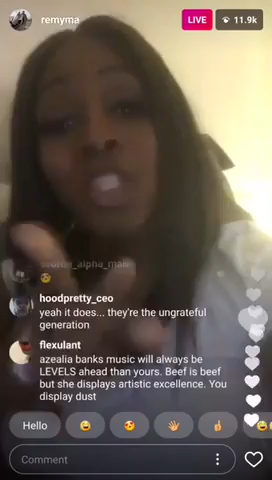 remyma
LIVE
11.9k
hoodpretty_ceo
yeah it does... they're the ungrateful
generation
flexulant
azealia banks music will always be
LEVELS ahead than yours. Beef is beef
but she displays artistic excellence. You
display dust
Hello
Comment